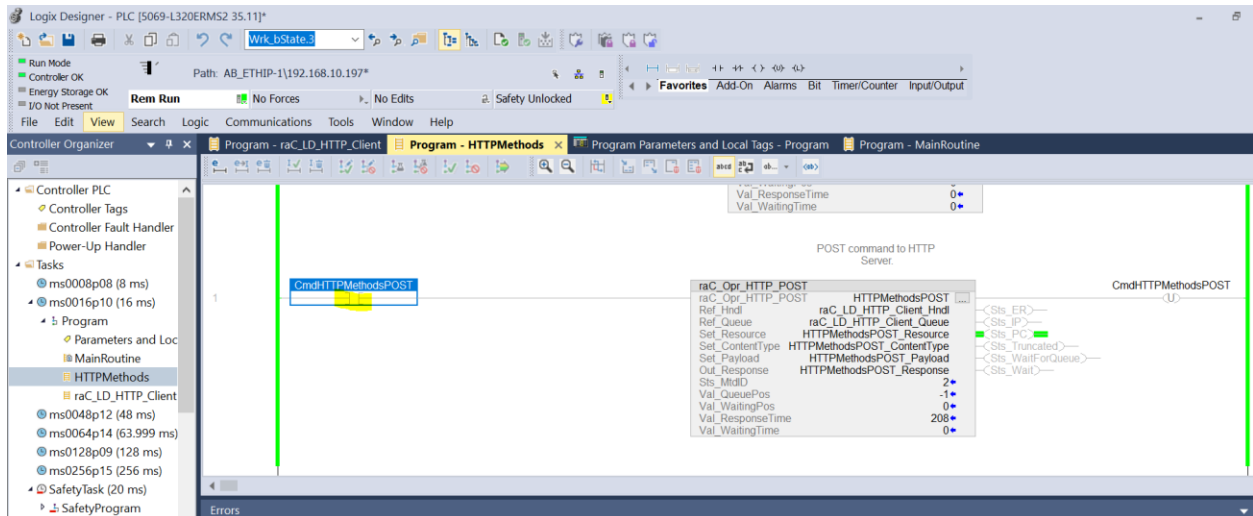 Logix Designer - PLC [5069-L320ERMS2 35.11]*
Wrk_bState.3
Run Mode
Controller OK
Energy Storage OK
I/O Not Present
Path: AB_ETHIP-1\192.168.10.197*
Rem Run
No Forces
No Edits
Safety Unlocked
Favorites Add-On Alarms Bit Timer/Counter Input/Output
File Edit View Search Logic Communications Tools Window Help
Controller Organizer
Program - raC_LD_HTTP_Client
Program - HTTPMethods
Program Parameters and Local Tags - Program
Program - MainRoutine
Controller PLC
Controller Tags
Controller Fault Handler
Power-Up Handler
Tasks
ms0008p08 (8 ms)
ms0016p10 (16 ms)
Program
Parameters and Loc
MainRoutine
HTTPMethods
raC_LD_HTTP_Client
ms0048p12 (48 ms)
ms0064p14 (63.999 ms)
ms0128p09 (128 ms)
ms0256p15 (256 ms)
SafetyTask (20 ms)
SafetyProgram
Val_ResponseTime 0
Val_WaitingTime 0
POST command to HTTP
Server.
1
CmdHTTPMethodsPOST
raC_Opr_HTTP_POST
raC_Opr_HTTP_POST HTTPMethodsPOST ...
Ref_Hndl raC_LD_HTTP_Client_Hndl
Ref_Queue raC_LD_HTTP_Client_Queue
Set_Resource HTTPMethodsPOST_Resource
Set_ContentType HTTPMethodsPOST_ContentType
Set_Payload HTTPMethodsPOST_Payload
Out_Response HTTPMethodsPOST_Response
Sts_MtdID 2
Val_QueuePos -1
Val_WaitingPos 0
Val_ResponseTime 208
Val_WaitingTime 0
Sts_ER
Sts_IP
Sts_PC
Sts_Truncated
Sts_WaitForQueue
Sts_Wait
CmdHTTPMethodsPOST
U
Errors